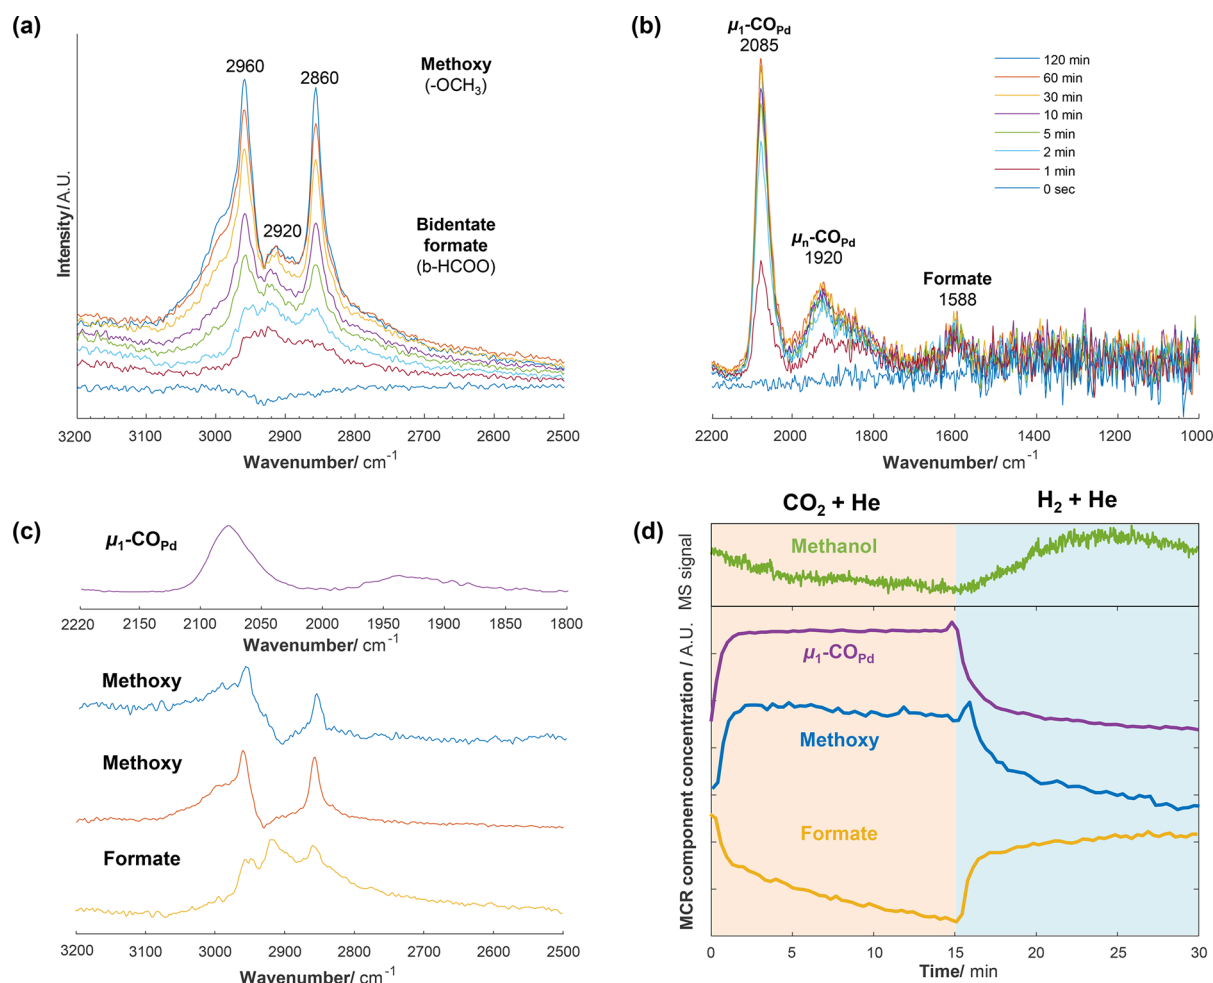 (a)
2960
2860
Methoxy
(-OCH₃)
2920
Bidentate
formate
(b-HCOO)
Intensity/ A.U.
3200 3100 3000 2900 2800 2700 2600 2500
Wavenumber/ cm⁻¹
(b)
μ₁-CO_Pd
2085
120 min
60 min
30 min
10 min
5 min
2 min
1 min
0 sec
μₙ-CO_Pd
1920
Formate
1588
2200 2000 1800 1600 1400 1200 1000
Wavenumber/ cm⁻¹
(c)
μ₁-CO_Pd
2220 2150 2100 2050 2000 1950 1900 1850 1800
Wavenumber/ cm⁻¹
Methoxy
Methoxy
Formate
3200 3100 3000 2900 2800 2700 2600 2500
Wavenumber/ cm⁻¹
(d)
CO₂ + He
H₂ + He
MS signal
Methanol
MCR component concentration / A.U.
μ₁-CO_Pd
Methoxy
Formate
0 5 10 15 20 25 30
Time/ min